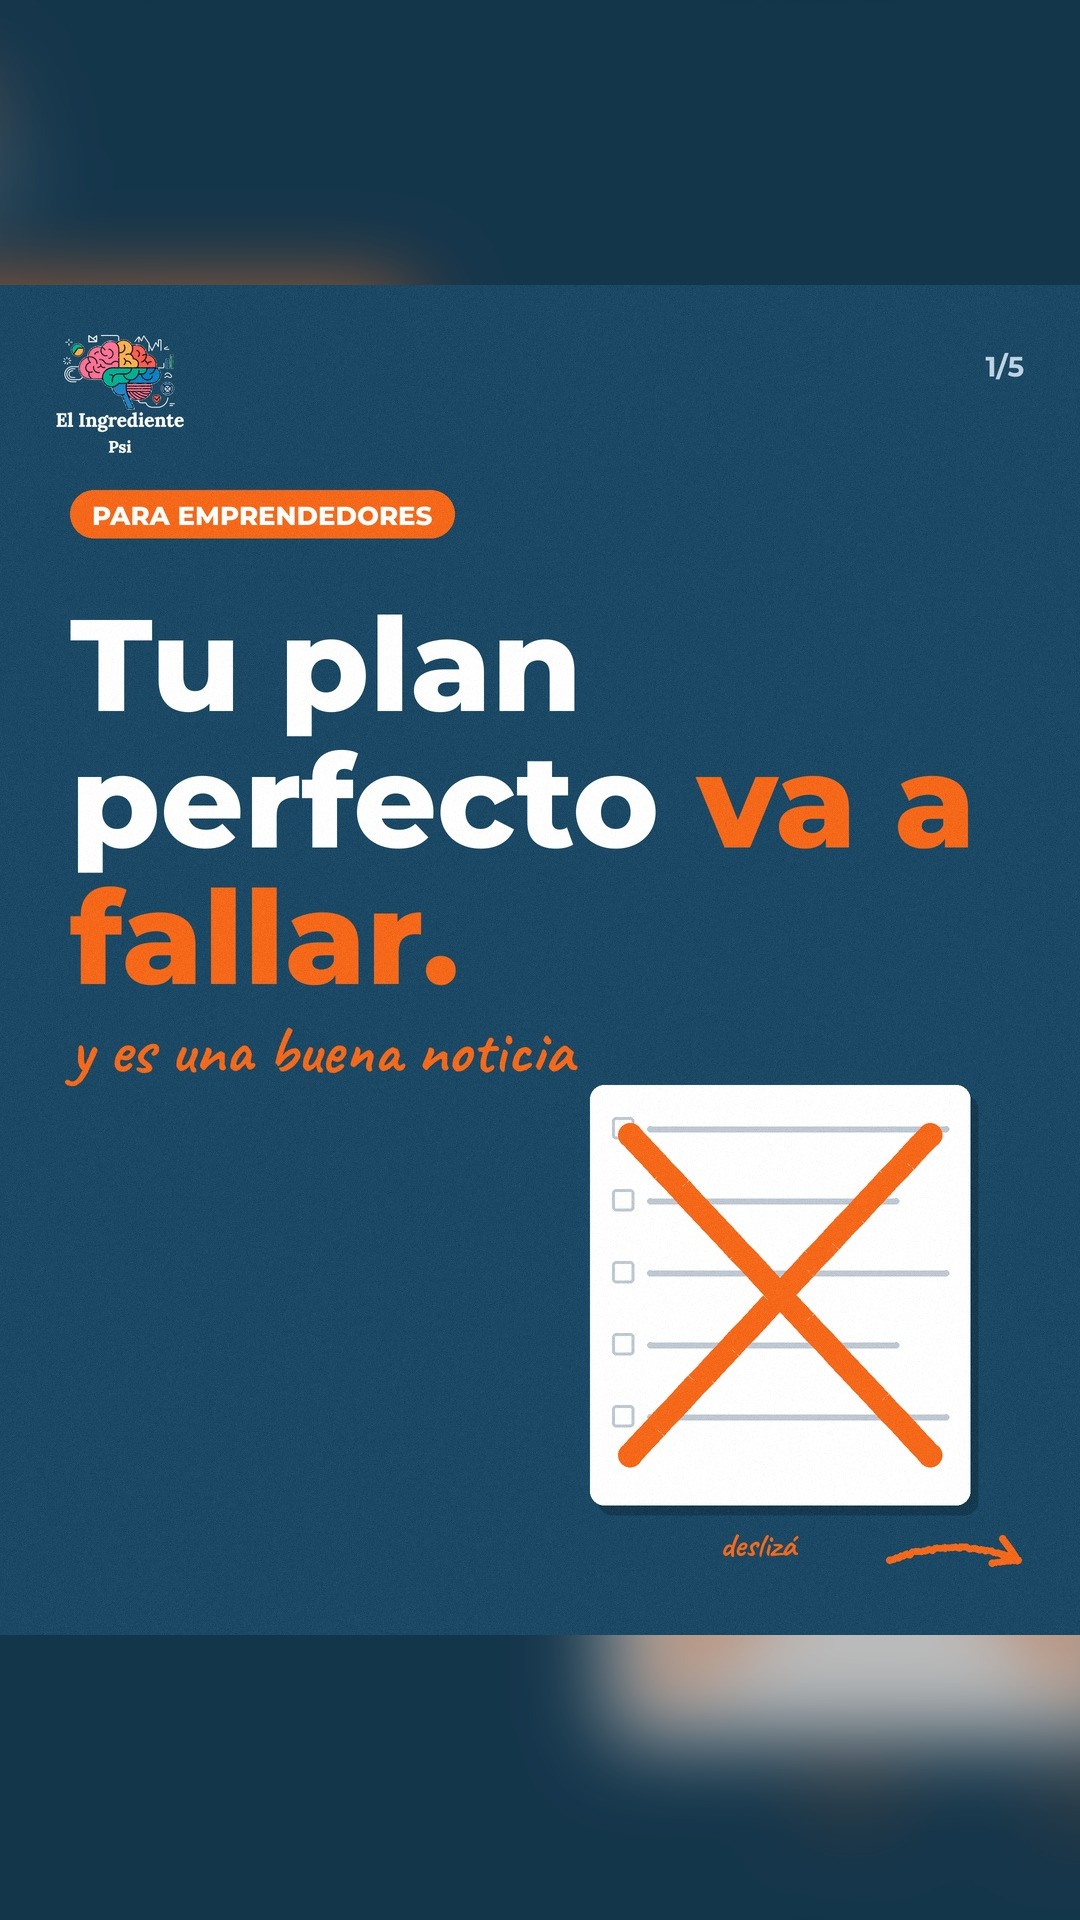 El Ingrediente
Psi
1/5
PARA EMPRENDEDORES
Tu plan
perfecto va a
fallar.
y es una buena noticia
deslizá